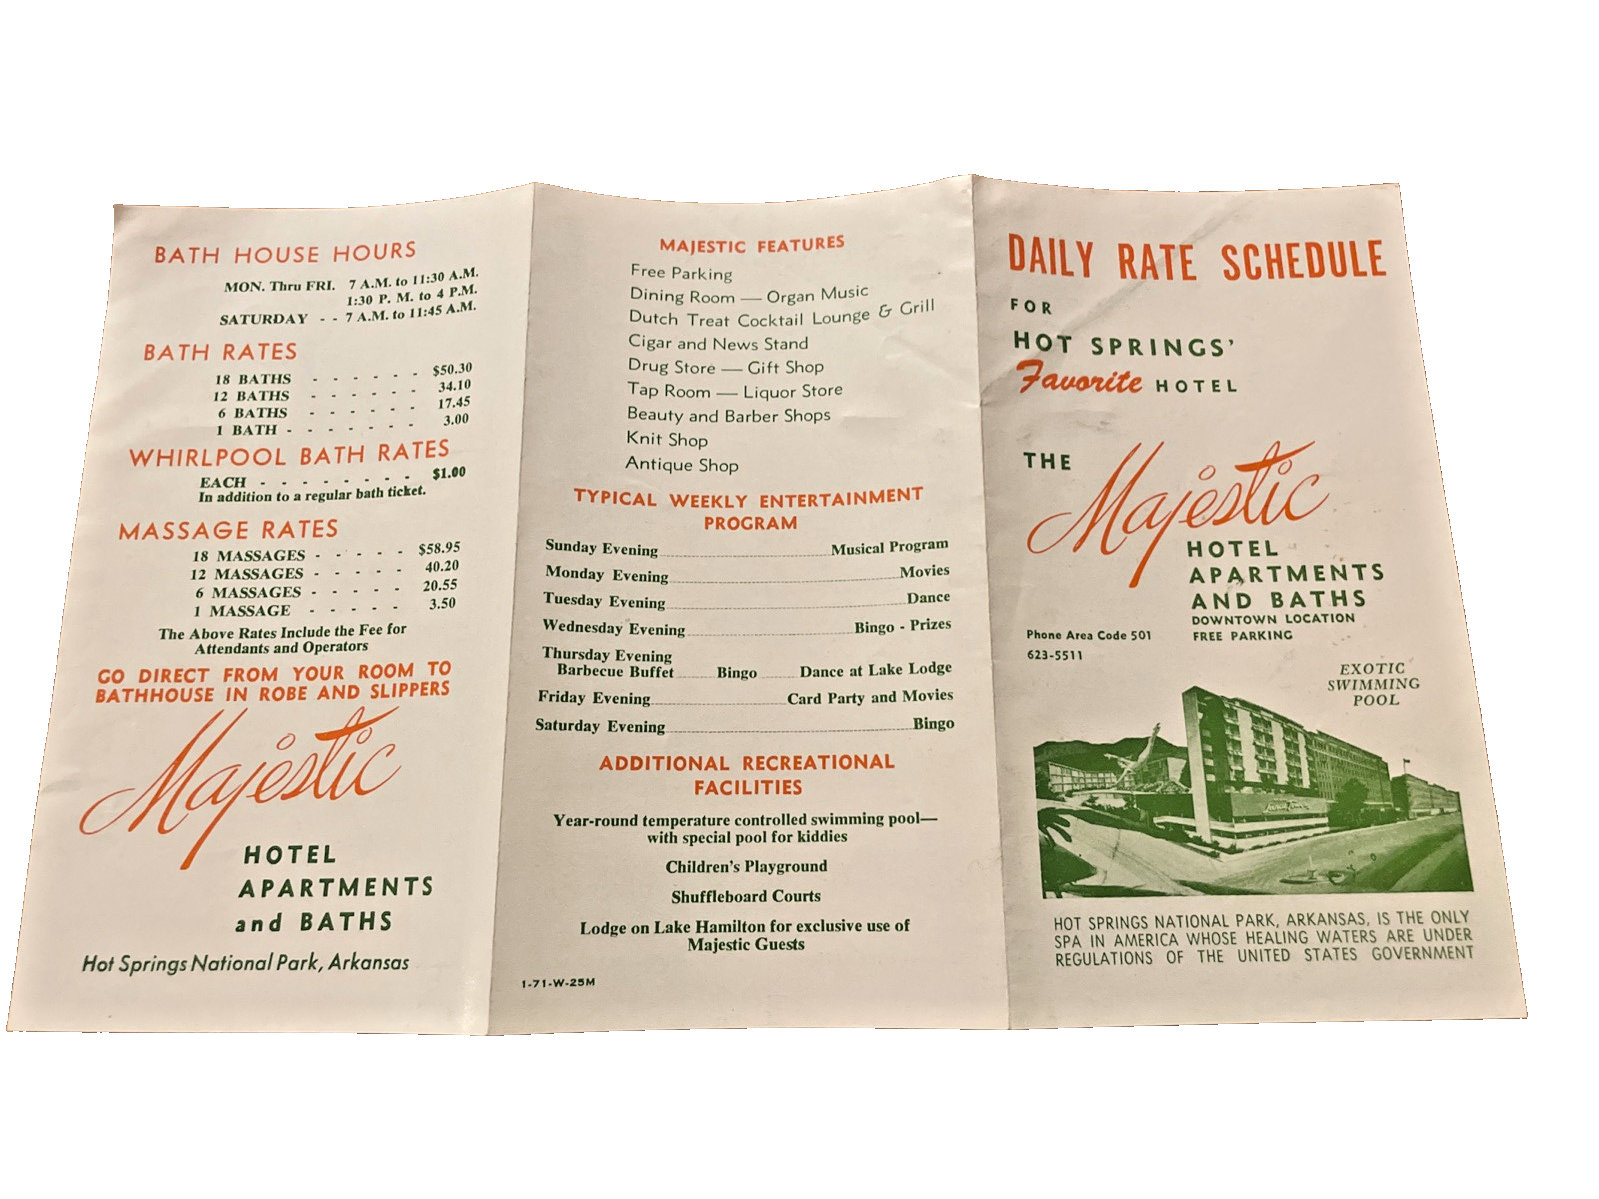 BATH HOUSE HOURS
MON. Thru FRI. 7 A.M. to 11:30 A.M.
1:30 P. M. to 4 P.M.
SATURDAY - - 7 A.M. to 11:45 A.M.
BATH RATES
18 BATHS - - - - - - $50.30
12 BATHS - - - - - - 34.10
6 BATHS - - - - - - 17.45
1 BATH - - - - - - - 3.00
WHIRLPOOL BATH RATES
EACH - - - - - - - $1.00
In addition to a regular bath ticket.
MASSAGE RATES
18 MASSAGES - - - - - $58.95
12 MASSAGES - - - - - 40.20
6 MASSAGES - - - - - 20.55
1 MASSAGE - - - - - 3.50
The Above Rates Include the Fee for
Attendants and Operators
GO DIRECT FROM YOUR ROOM TO
BATHHOUSE IN ROBE AND SLIPPERS
Majestic
HOTEL
APARTMENTS
and BATHS
Hot Springs National Park, Arkansas
MAJESTIC FEATURES
Free Parking
Dining Room — Organ Music
Dutch Treat Cocktail Lounge & Grill
Cigar and News Stand
Drug Store — Gift Shop
Tap Room — Liquor Store
Beauty and Barber Shops
Knit Shop
Antique Shop
TYPICAL WEEKLY ENTERTAINMENT
PROGRAM
Sunday Evening Musical Program
Monday Evening Movies
Tuesday Evening Dance
Wednesday Evening Bingo - Prizes
Thursday Evening
Barbecue Buffet Bingo Dance at Lake Lodge
Friday Evening Card Party and Movies
Saturday Evening Bingo
ADDITIONAL RECREATIONAL
FACILITIES
Year-round temperature controlled swimming pool—
with special pool for kiddies
Children's Playground
Shuffleboard Courts
Lodge on Lake Hamilton for exclusive use of
Majestic Guests
1-71-W-25M
DAILY RATE SCHEDULE
FOR
HOT SPRINGS'
Favorite HOTEL
THE
Majestic
HOTEL
APARTMENTS
AND BATHS
DOWNTOWN LOCATION
FREE PARKING
Phone Area Code 501
623-5511
EXOTIC
SWIMMING
POOL
HOT SPRINGS NATIONAL PARK, ARKANSAS, IS THE ONLY
SPA IN AMERICA WHOSE HEALING WATERS ARE UNDER
REGULATIONS OF THE UNITED STATES GOVERNMENT